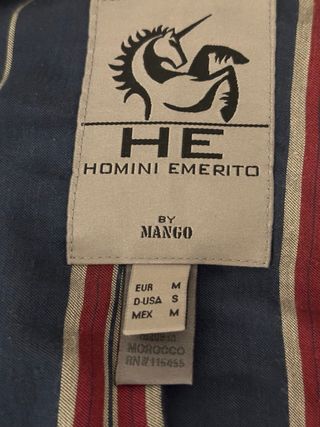 HE
HOMINI EMERITO
BY
MANGO
EUR M
D-USA S
MEX M
MOROCCO